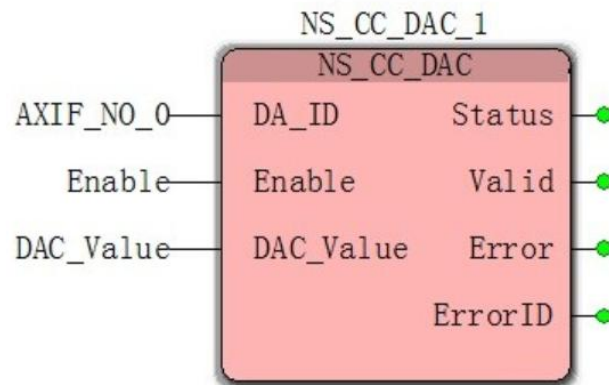 NS_CC_DAC_1
NS_CC_DAC
AXIF_NO_0 DA_ID Status
Enable Enable Valid
DAC_Value DAC_Value Error
ErrorID